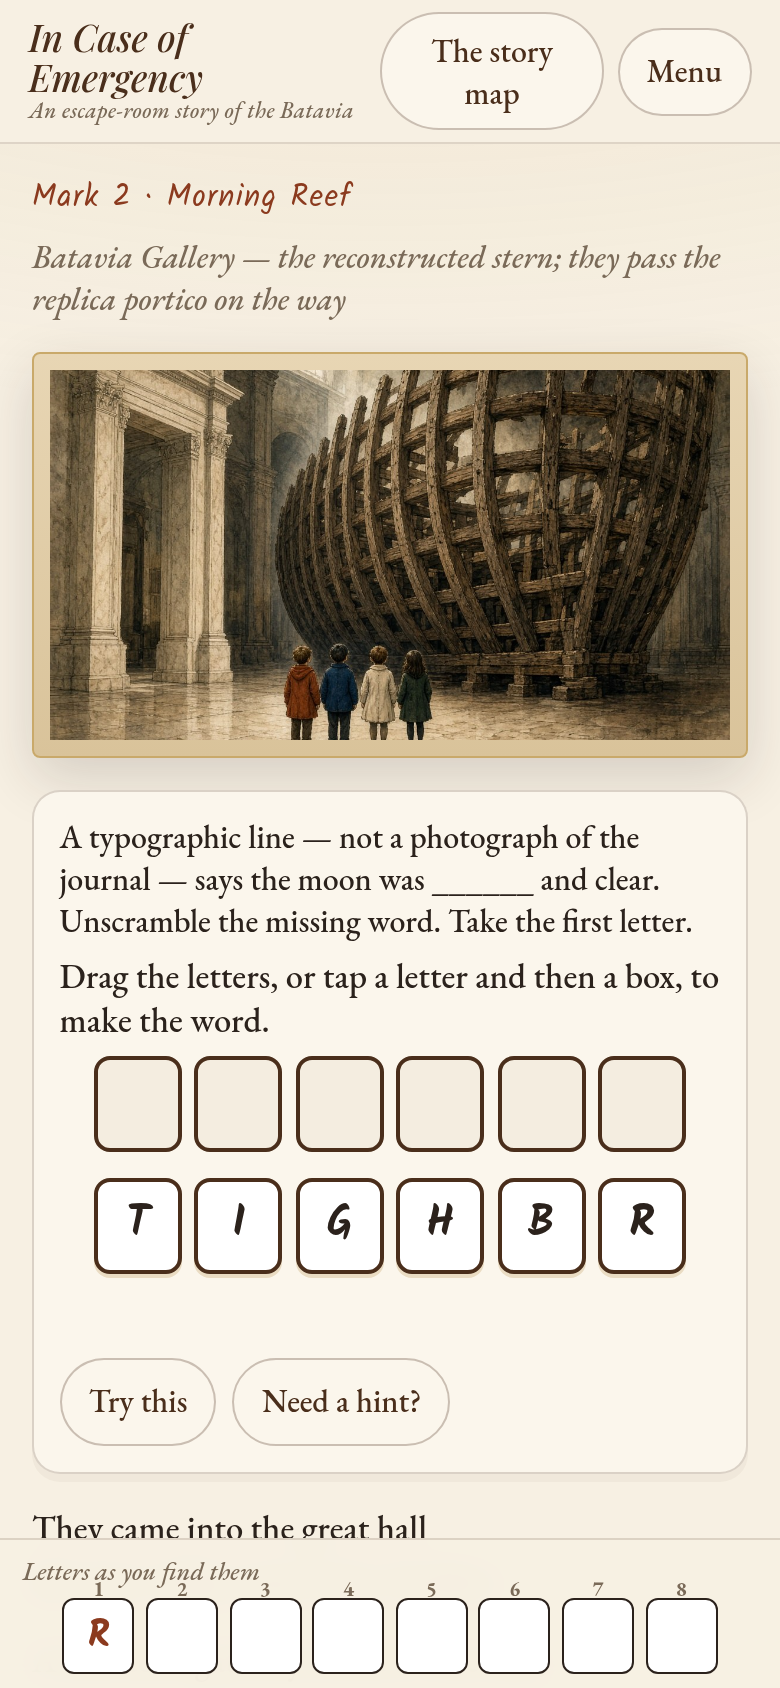 In Case of
Emergency
An escape-room story of the Batavia
The story
map
Menu
Mark 2 · Morning Reef
Batavia Gallery — the reconstructed stern; they pass the
replica portico on the way
A typographic line — not a photograph of the
journal — says the moon was ______ and clear.
Unscramble the missing word. Take the first letter.
Drag the letters, or tap a letter and then a box, to
make the word.
T I G H B R
Try this
Need a hint?
They came into the great hall
Letters as you find them
1 2 3 4 5 6 7 8
R